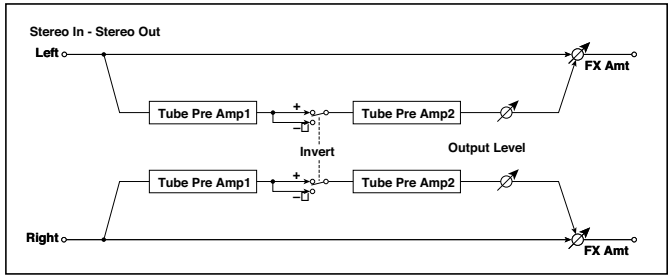 Stereo In - Stereo Out
Left
FX Amt
Tube Pre Amp1
+
−
Tube Pre Amp2
Invert
Output Level
Tube Pre Amp1
+
−
Tube Pre Amp2
Right
FX Amt